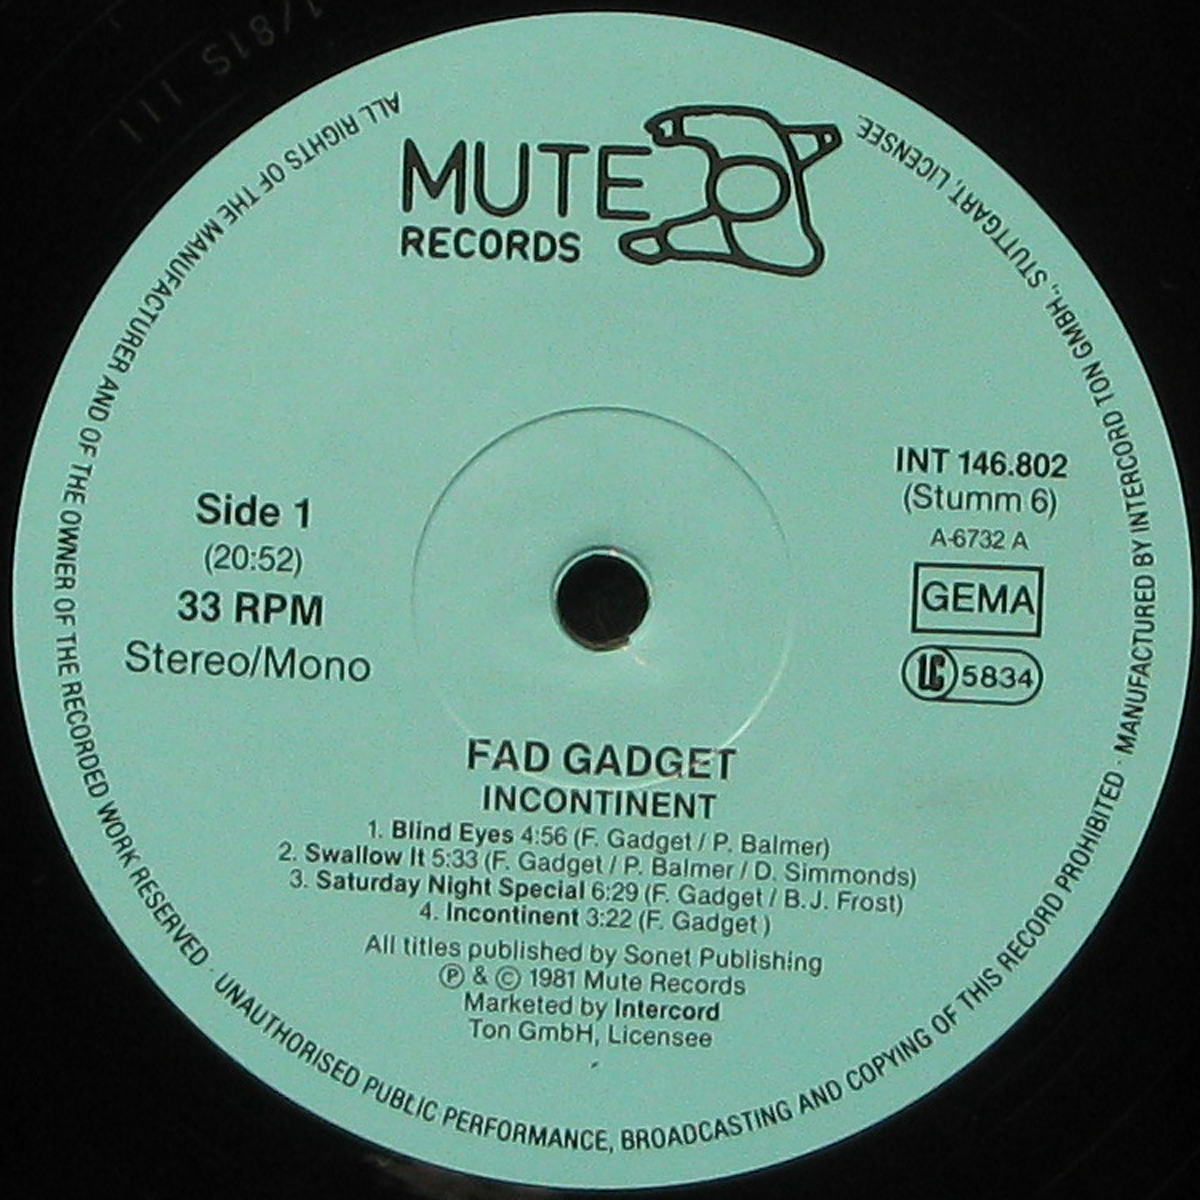 MUTE
RECORDS
Side 1
(20:52)
33 RPM
Stereo/Mono
INT 146.802
(Stumm 6)
A-6732 A
GEMA
LC 5834
FAD GADGET
INCONTINENT
1. Blind Eyes 4:56 (F. Gadget / P. Balmer)
2. Swallow It 5:33 (F. Gadget / P. Balmer / D. Simmonds)
3. Saturday Night Special 6:29 (F. Gadget / B.J. Frost)
4. Incontinent 3:22 (F. Gadget )
All titles published by Sonet Publishing
Ⓟ & © 1981 Mute Records
Marketed by Intercord
Ton GmbH, Licensee
ALL RIGHTS OF THE MANUFACTURER AND OF THE OWNER OF THE RECORDED WORK RESERVED · UNAUTHORISED PUBLIC PERFORMANCE, BROADCASTING AND COPYING OF THIS RECORD PROHIBITED · MANUFACTURED BY INTERCORD TON GMBH., STUTTGART, LICENSEE